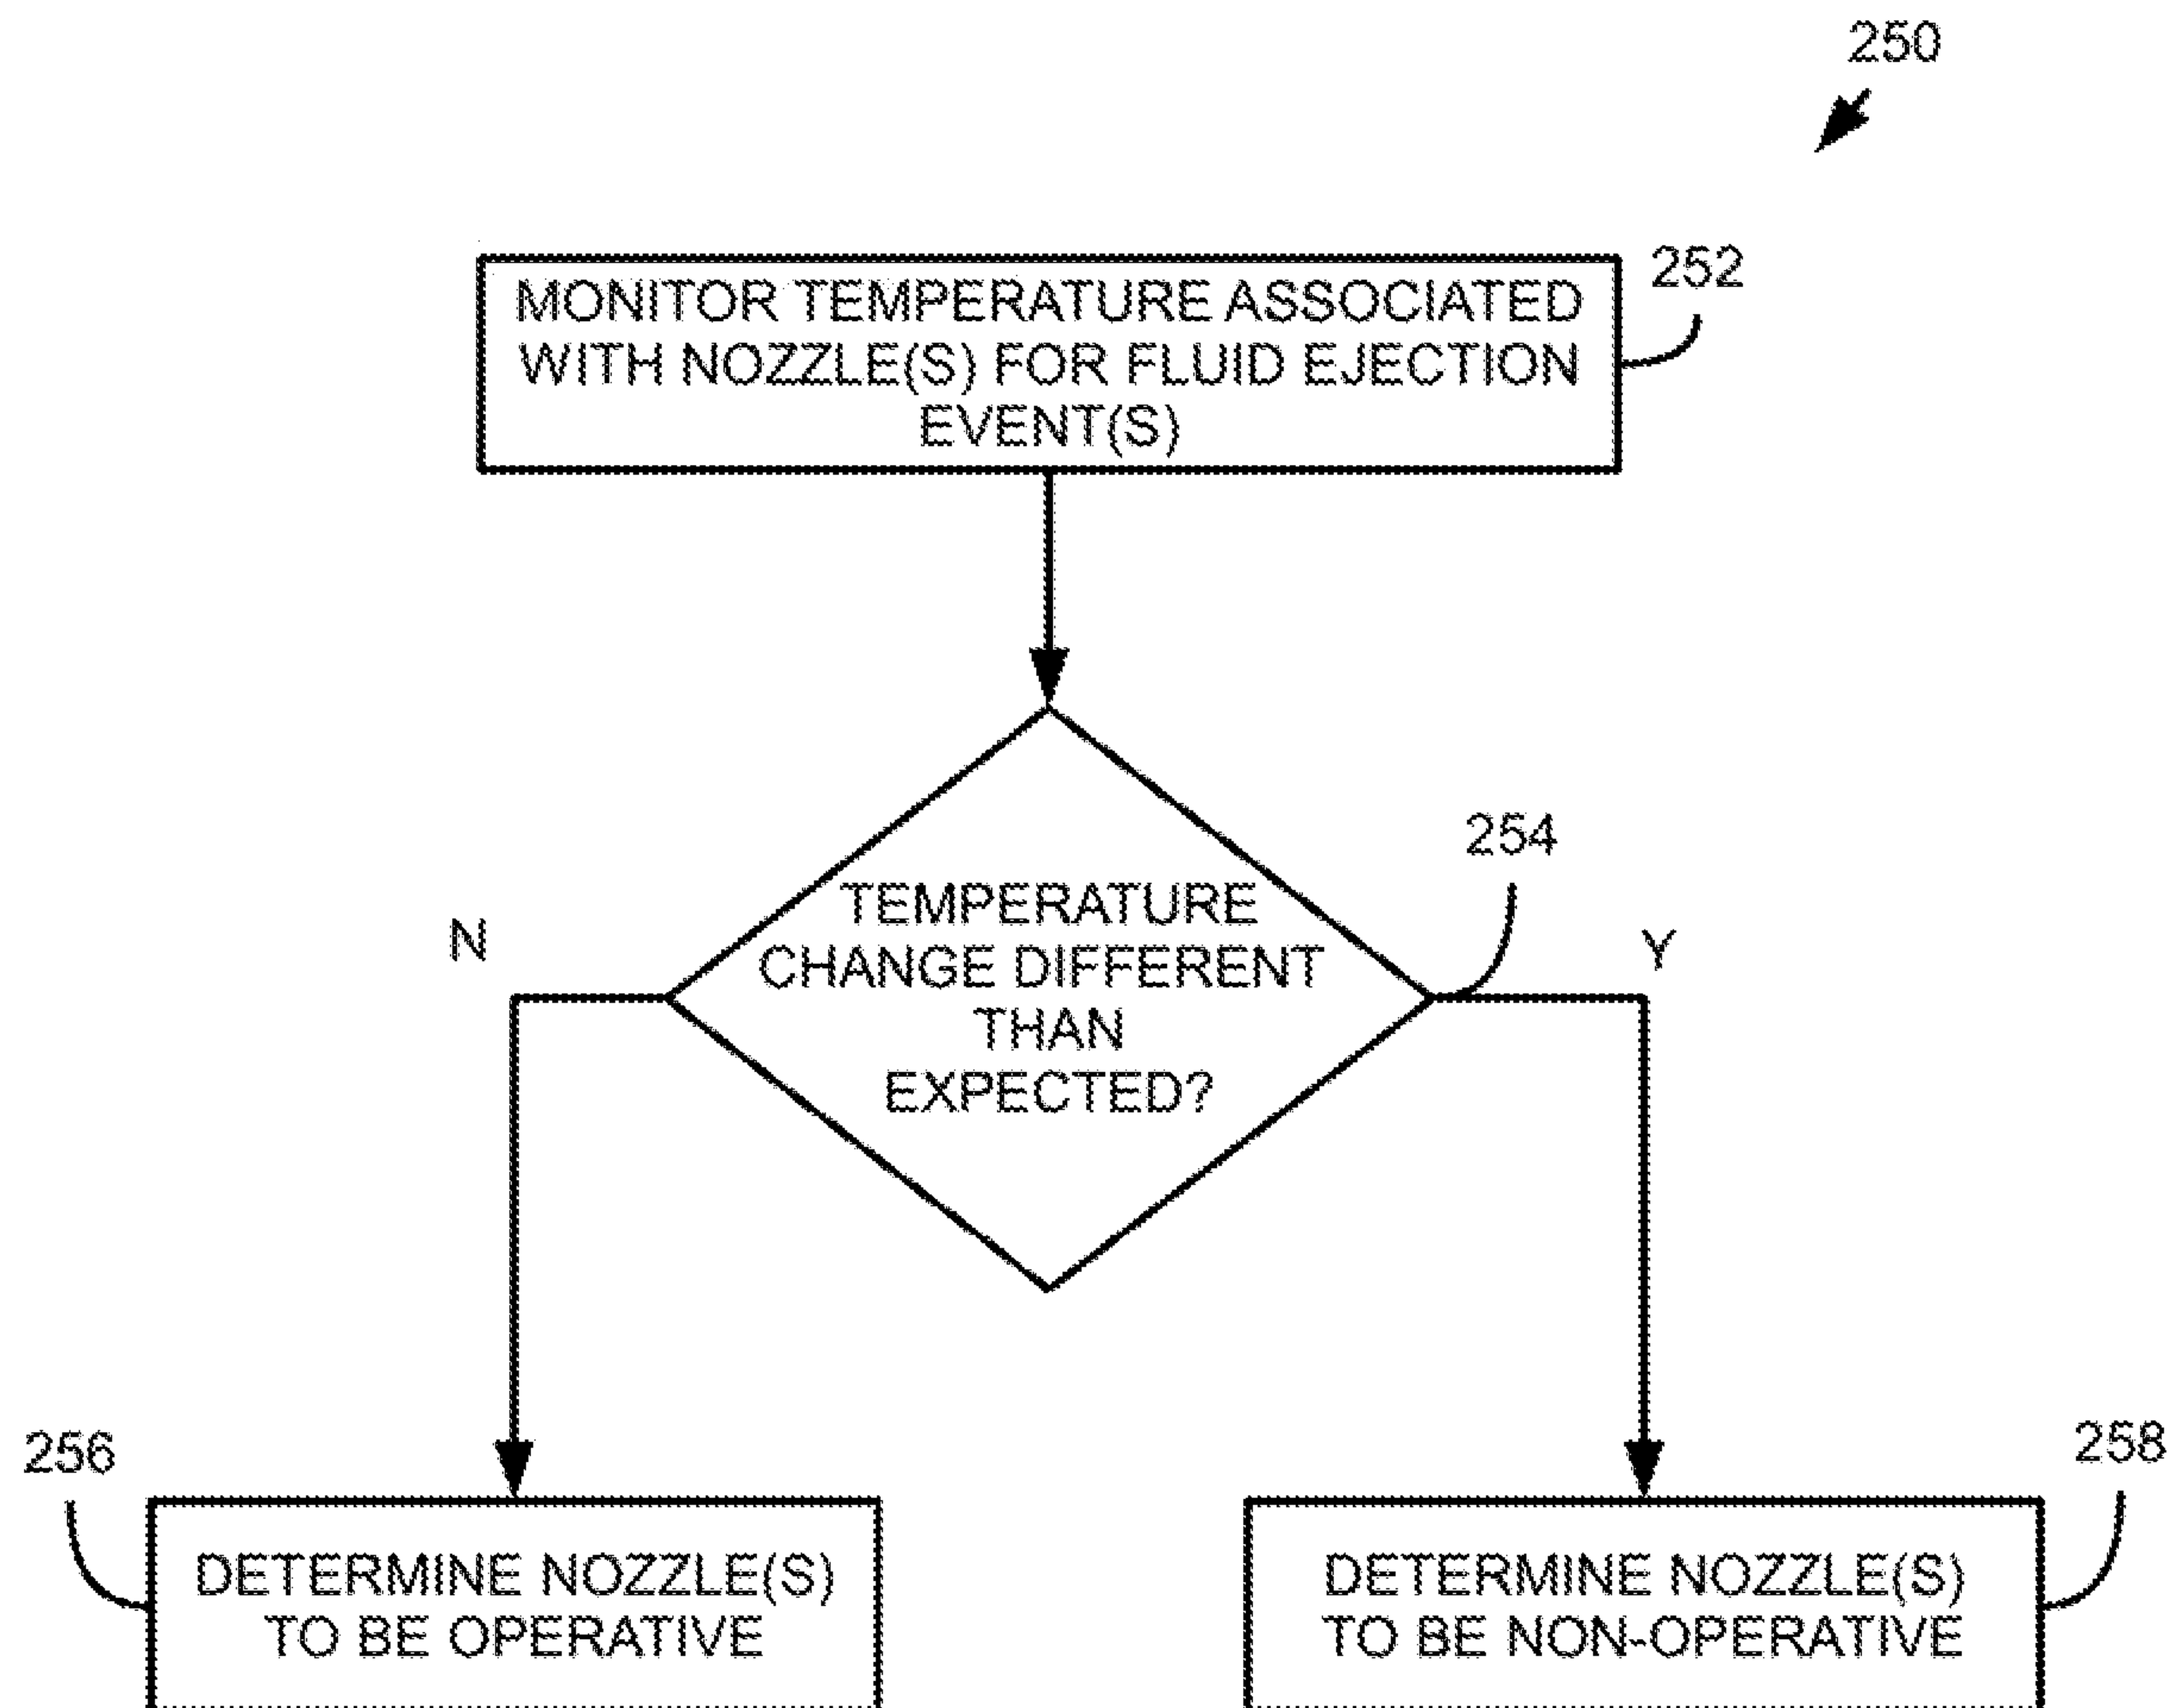 250
MONITOR TEMPERATURE ASSOCIATED
WITH NOZZLE(S) FOR FLUID EJECTION
EVENT(S)
252
TEMPERATURE
CHANGE DIFFERENT
THAN
EXPECTED?
254
N
Y
256
DETERMINE NOZZLE(S)
TO BE OPERATIVE
258
DETERMINE NOZZLE(S)
TO BE NON-OPERATIVE